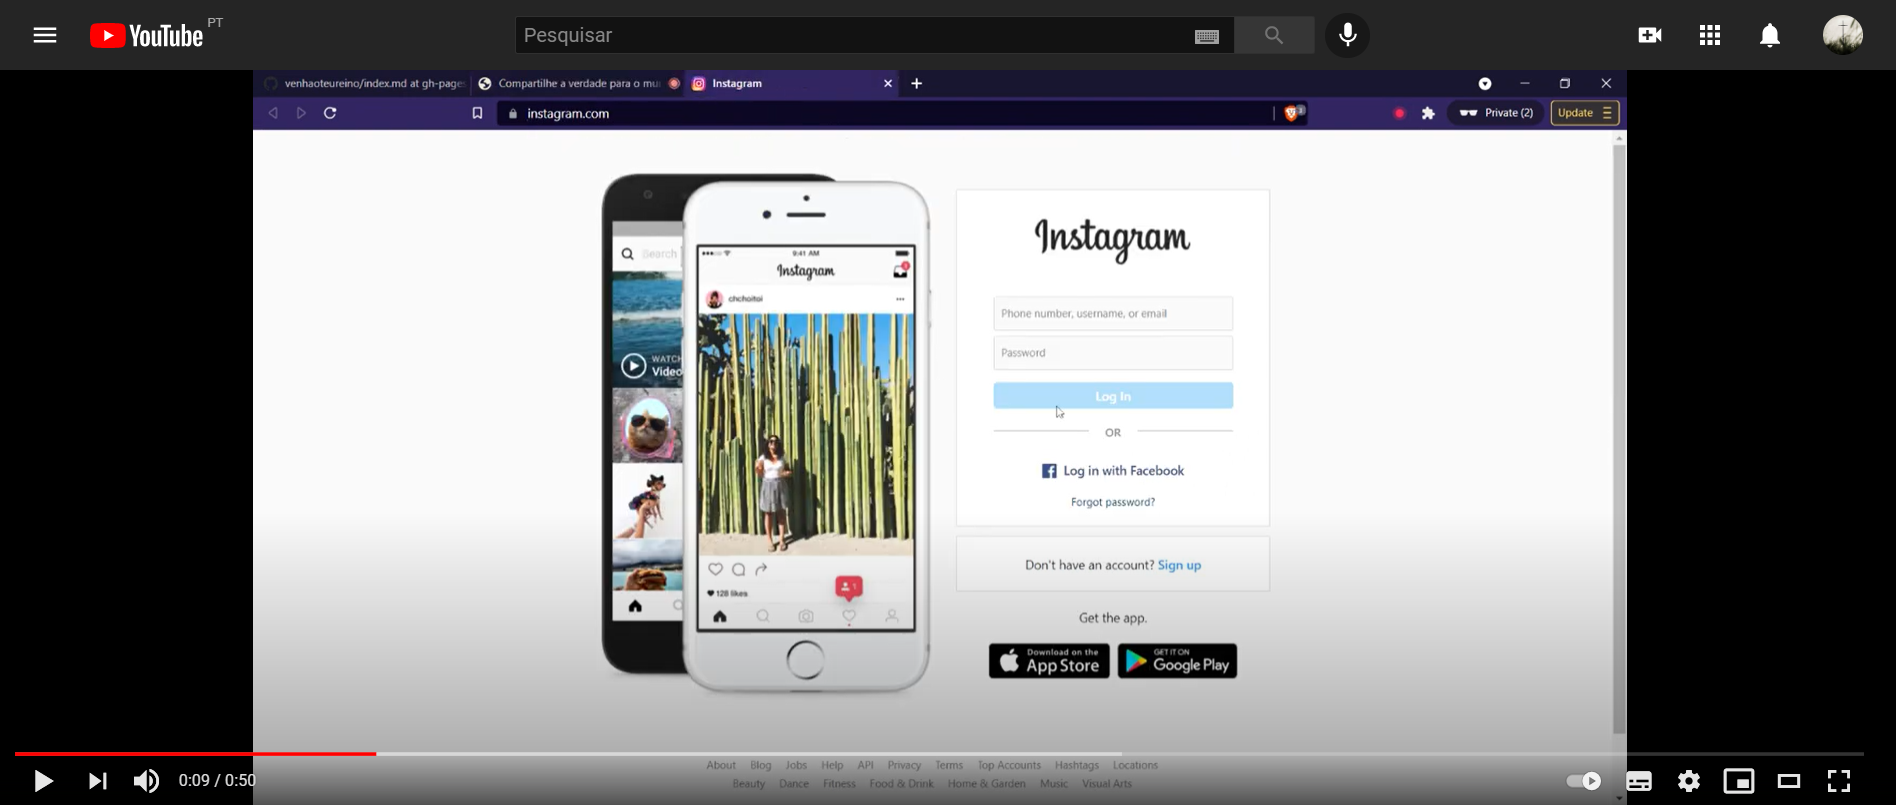 YouTube PT
Pesquisar
venhaoteureino/index.md at gh-pages
Compartilhe a verdade para o mu
Instagram
instagram.com
3
Private (2)
Update
Search
WATCH
Video
9:41 AM
Instagram
chchoitoi
128 likes
1
Instagram
Phone number, username, or email
Password
Log In
OR
Log in with Facebook
Forgot password?
Don't have an account? Sign up
Get the app.
Download on the
App Store
GET IT ON
Google Play
About Blog Jobs Help API Privacy Terms Top Accounts Hashtags Locations
Beauty Dance Fitness Food & Drink Home & Garden Music Visual Arts
0:09 / 0:50